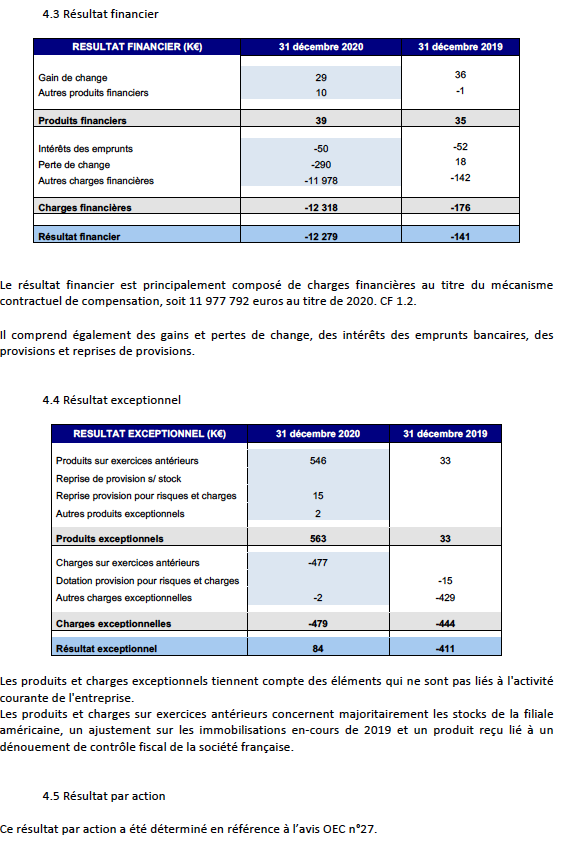 4.3 Résultat financier
RESULTAT FINANCIER (K€) 31 décembre 2020 31 décembre 2019
Gain de change 29 36
Autres produits financiers 10 -1
Produits financiers 39 35
Intérêts des emprunts -50 -52
Perte de change -290 18
Autres charges financières -11 978 -142
Charges financières -12 318 -176
Résultat financier -12 279 -141
Le résultat financier est principalement composé de charges financières au titre du mécanisme
contractuel de compensation, soit 11 977 792 euros au titre de 2020. CF 1.2.
Il comprend également des gains et pertes de change, des intérêts des emprunts bancaires, des
provisions et reprises de provisions.
4.4 Résultat exceptionnel
RESULTAT EXCEPTIONNEL (K€) 31 décembre 2020 31 décembre 2019
Produits sur exercices antérieurs 546 33
Reprise de provision s/ stock
Reprise provision pour risques et charges 15
Autres produits exceptionnels 2
Produits exceptionnels 563 33
Charges sur exercices antérieurs -477
Dotation provision pour risques et charges -15
Autres charges exceptionnelles -2 -429
Charges exceptionnelles -479 -444
Résultat exceptionnel 84 -411
Les produits et charges exceptionnels tiennent compte des éléments qui ne sont pas liés à l'activité
courante de l'entreprise.
Les produits et charges sur exercices antérieurs concernent majoritairement les stocks de la filiale
américaine, un ajustement sur les immobilisations en-cours de 2019 et un produit reçu lié à un
dénouement de contrôle fiscal de la société française.
4.5 Résultat par action
Ce résultat par action a été déterminé en référence à l’avis OEC n°27.